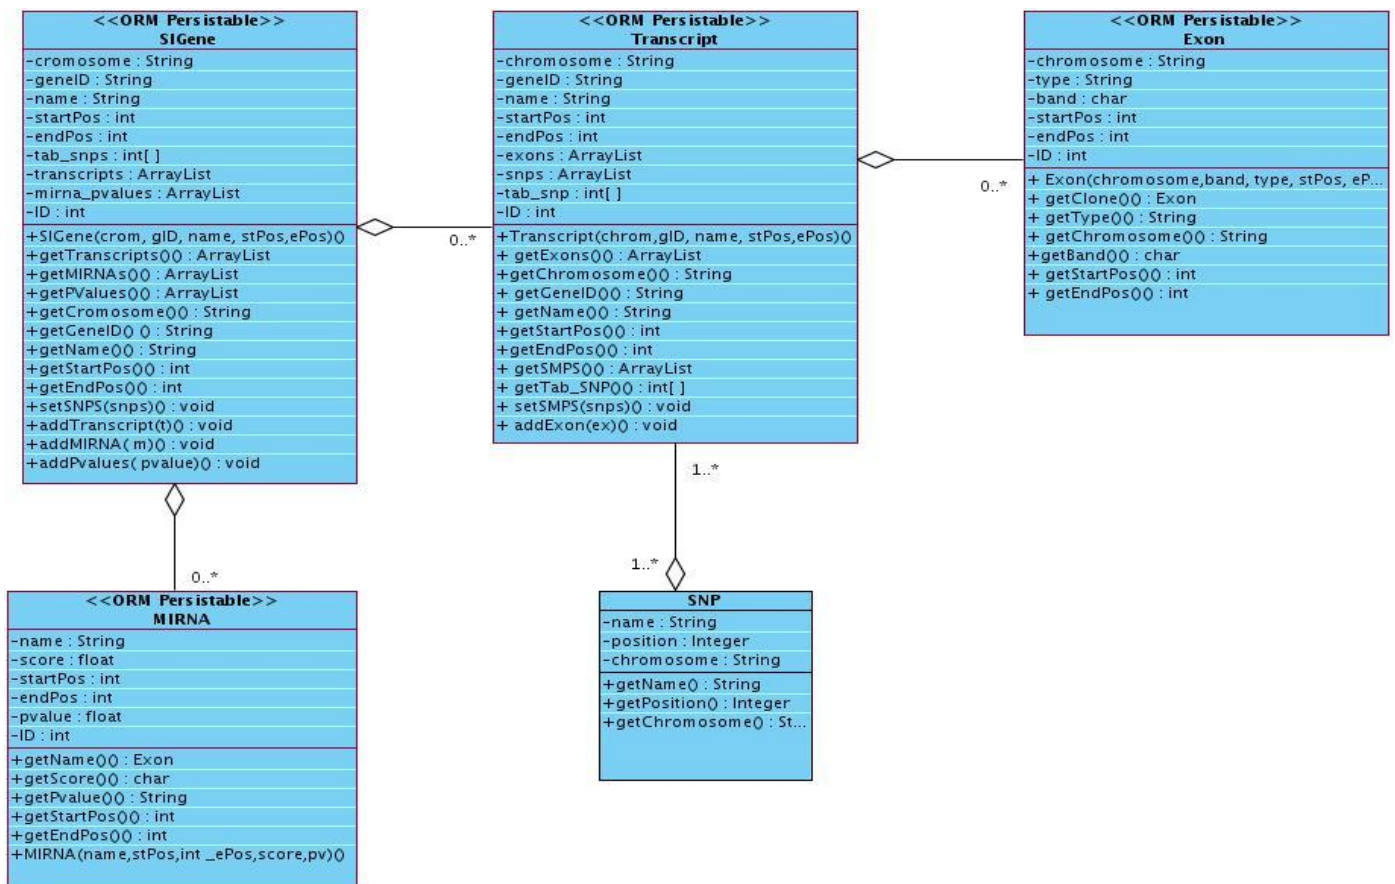 <<ORM Persistable>>
SIGene
-cromosome : String
-geneID : String
-name : String
-startPos : int
-endPos : int
-tab_snps : int[ ]
-transcripts : ArrayList
-mirna_pvalues : ArrayList
-ID : int
+SIGene(crom, gID, name, stPos,ePos)()
+getTranscripts()() : ArrayList
+getMIRNAs()() : ArrayList
+getPValues()() : ArrayList
+getCromosome()() : String
+getGeneID() () : String
+getName()() : String
+getStartPos()() : int
+getEndPos()() : int
+setSNPS(snps)() : void
+addTranscript(t)() : void
+addMIRNA( m)() : void
+addPvalues( pvalue)() : void
0..*
0..*
<<ORM Persistable>>
Transcript
-chromosome : String
-geneID : String
-name : String
-startPos : int
-endPos : int
-exons : ArrayList
-snps : ArrayList
-tab_snp : int[ ]
-ID : int
+Transcript(chrom,gID, name, stPos,ePos)()
+ getExons()() : ArrayList
+getChromosome()() : String
+ getGeneID()() : String
+ getName()() : String
+getStartPos()() : int
+getEndPos()() : int
+ getSMPS()() : ArrayList
+ getTab_SNP()() : int[ ]
+ setSMPS(snps)() : void
+ addExon(ex)() : void
0..*
1..*
1..*
<<ORM Persistable>>
Exon
-chromosome : String
-type : String
-band : char
-startPos : int
-endPos : int
-ID : int
+ Exon(chromosome,band, type, stPos, eP...
+ getClone()() : Exon
+ getType()() : String
+ getChromosome()() : String
+getBand()() : char
+ getStartPos()() : int
+ getEndPos()() : int
<<ORM Persistable>>
MIRNA
-name : String
-score : float
-startPos : int
-endPos : int
-pvalue : float
-ID : int
+getName()() : Exon
+getScore()() : char
+getPvalue()() : String
+getStartPos()() : int
+getEndPos()() : int
+MIRNA(name,stPos,int _ePos,score,pv)()
SNP
-name : String
-position : Integer
-chromosome : String
+getName() : String
+getPosition() : Integer
+getChromosome() : St...